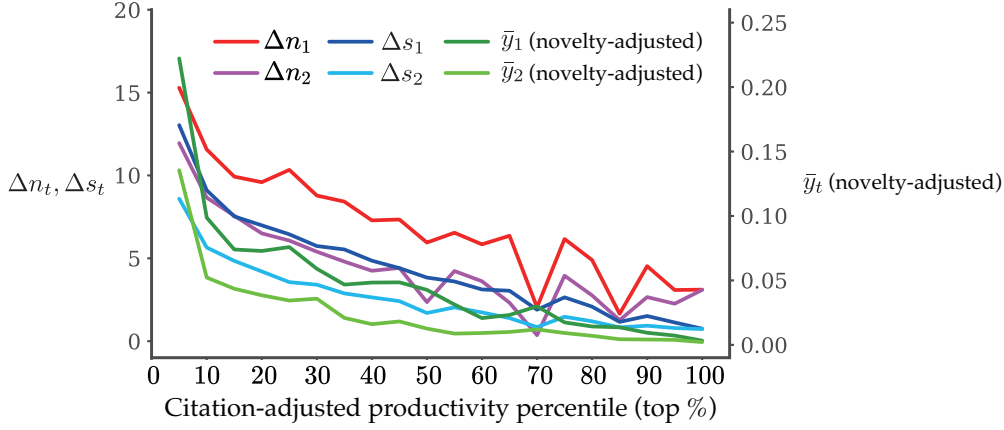 20
15
10
5
0
Δn₁
Δs₁
ȳ₁ (novelty-adjusted)
Δn₂
Δs₂
ȳ₂ (novelty-adjusted)
0.25
0.20
0.15
0.10
0.05
0.00
Δnₜ, Δsₜ
ȳₜ (novelty-adjusted)
0 10 20 30 40 50 60 70 80 90 100
Citation-adjusted productivity percentile (top %)